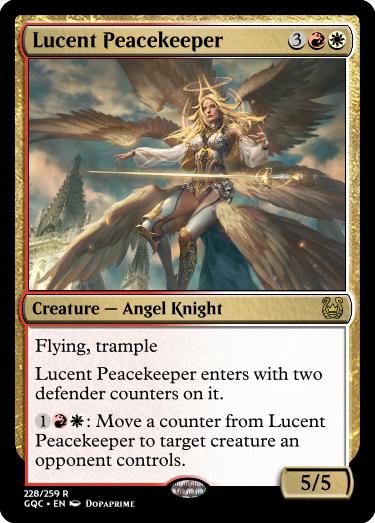 Lucent Peacekeeper 3
Creature — Angel Knight
Flying, trample
Lucent Peacekeeper enters with two
defender counters on it.
1: Move a counter from Lucent
Peacekeeper to target creature an
opponent controls.
5/5
228/259 R
GQC • EN DOPAPRIME